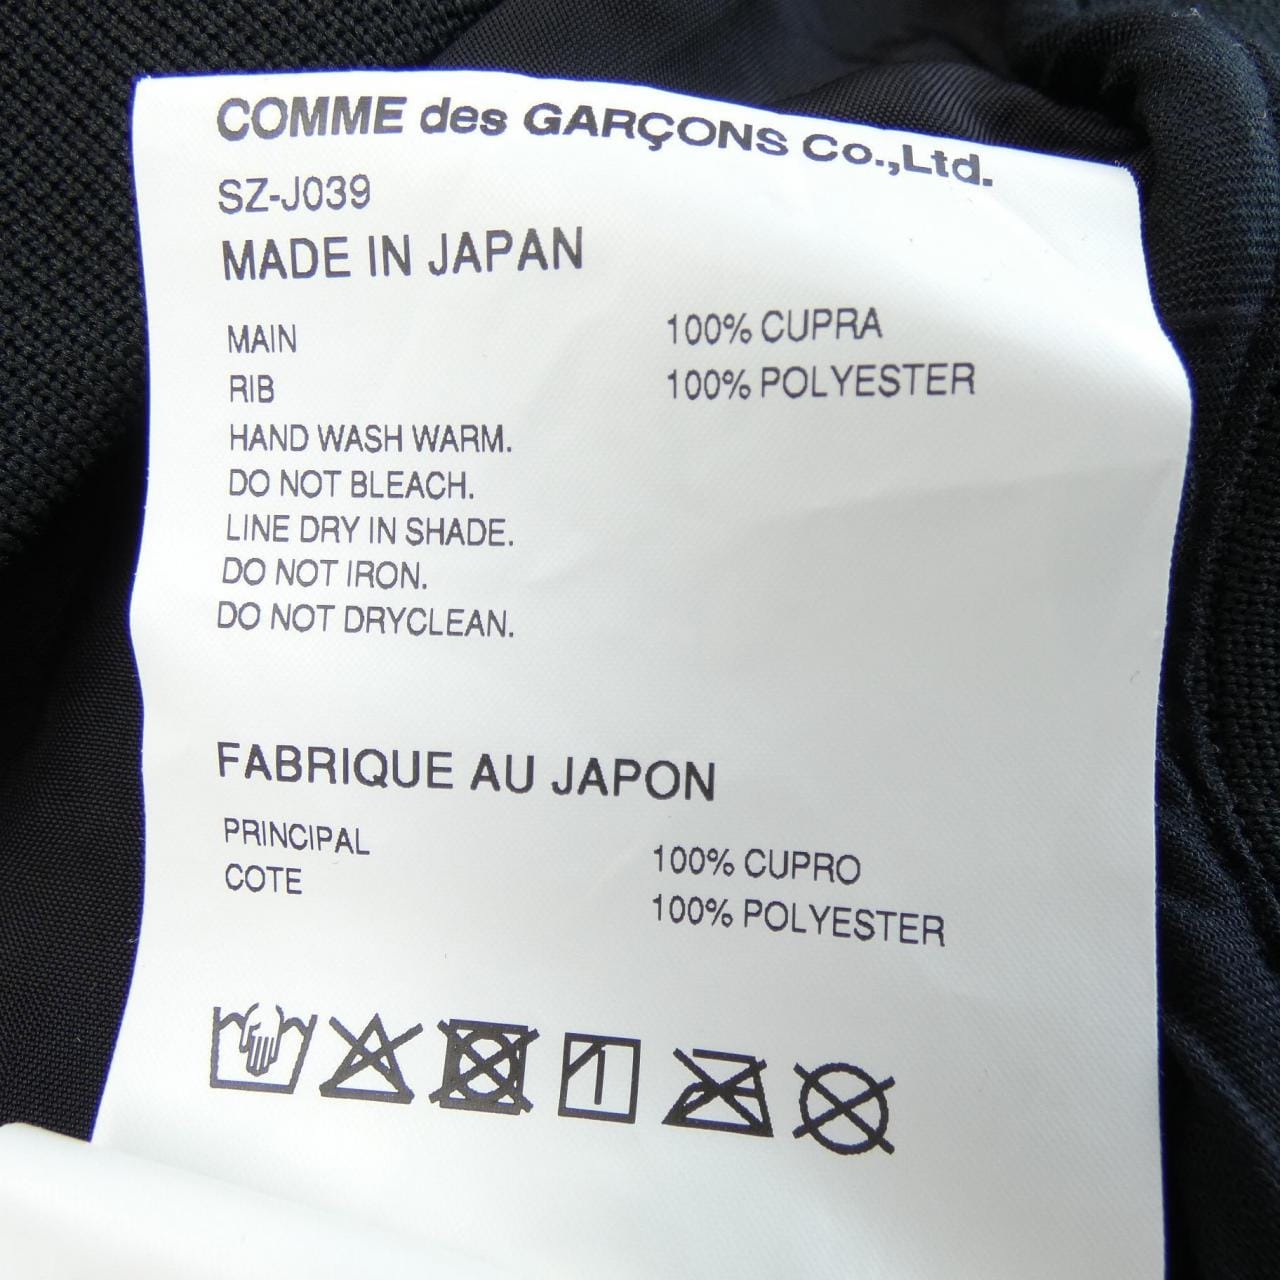 COMME des GARÇONS Co.,Ltd.
SZ-J039
MADE IN JAPAN
MAIN 100% CUPRA
RIB 100% POLYESTER
HAND WASH WARM.
DO NOT BLEACH.
LINE DRY IN SHADE.
DO NOT IRON.
DO NOT DRYCLEAN.
FABRIQUE AU JAPON
PRINCIPAL 100% CUPRO
COTE 100% POLYESTER